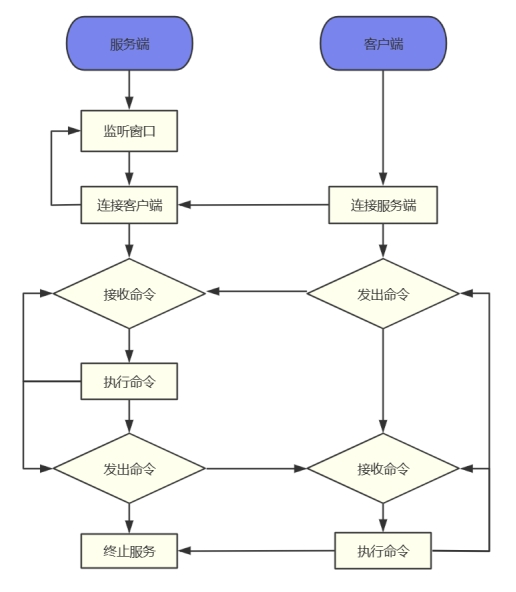 服务端
客户端
监听窗口
连接客户端
连接服务端
接收命令
发出命令
执行命令
发出命令
接收命令
终止服务
执行命令